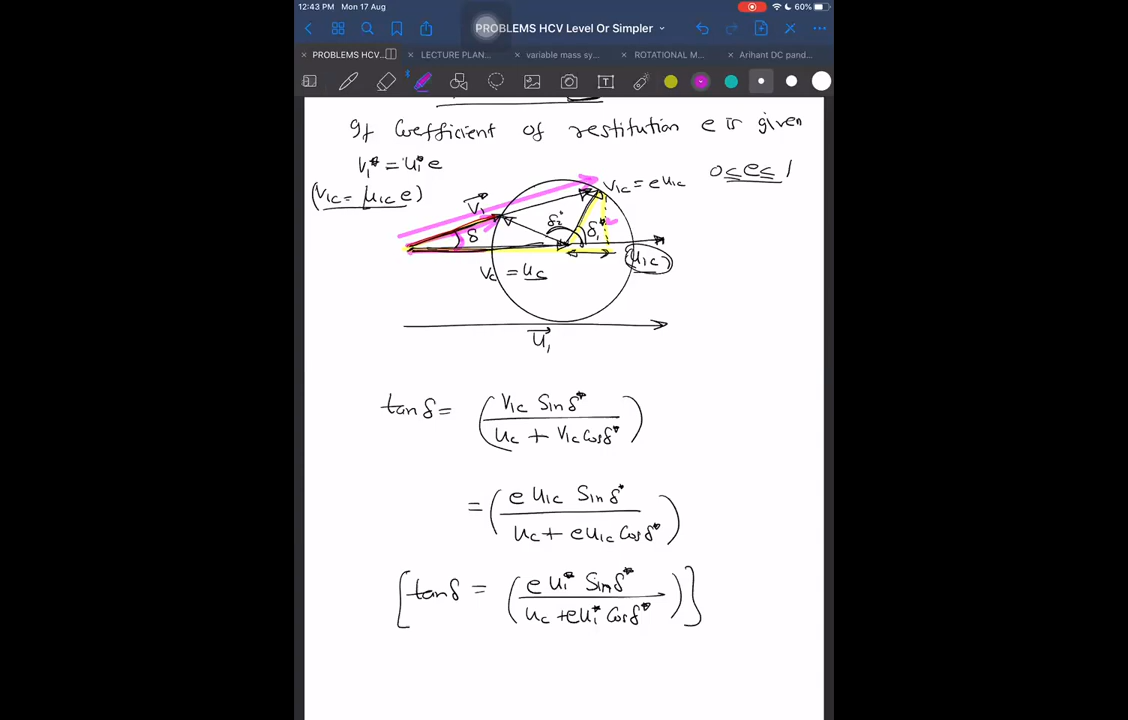 12:43 PM Mon 17 Aug
60%
PROBLEMS HCV Level Or Simpler
PROBLEMS HCV...
LECTURE PLAN...
variable mass sy...
ROTATIONAL M...
Arihant DC pand...
If Coefficient of restitution e is given
v₁* = u₁* e
0 ≤ e ≤ 1
(V₁c = u₁c e)
V₁c = e u₁c
V₁
δ
δ₂*
δ₁*
u₁c
Vc = uc
u₁
tan δ = (V₁c Sin δ* / uc + V₁c Cos δ*)
= (e u₁c Sin δ* / uc + e u₁c Cos δ*)
[tan δ = (e u₁* Sin δ* / uc + e u₁* Cos δ*)]